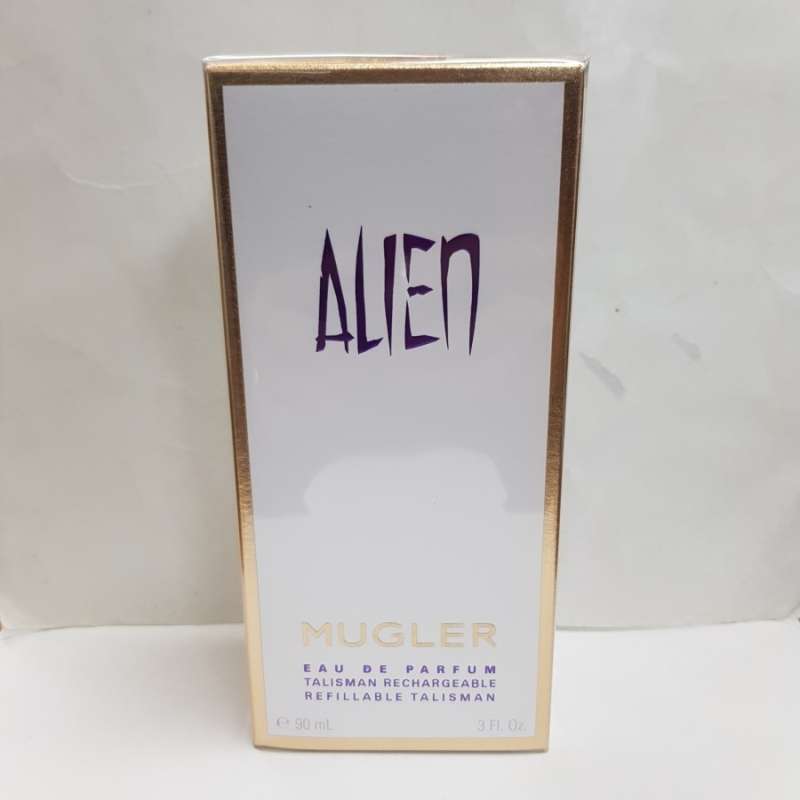 ALIEN
MUGLER
EAU DE PARFUM
TALISMAN RECHARGEABLE
REFILLABLE TALISMAN
℮ 90 mL 3 Fl. Oz.